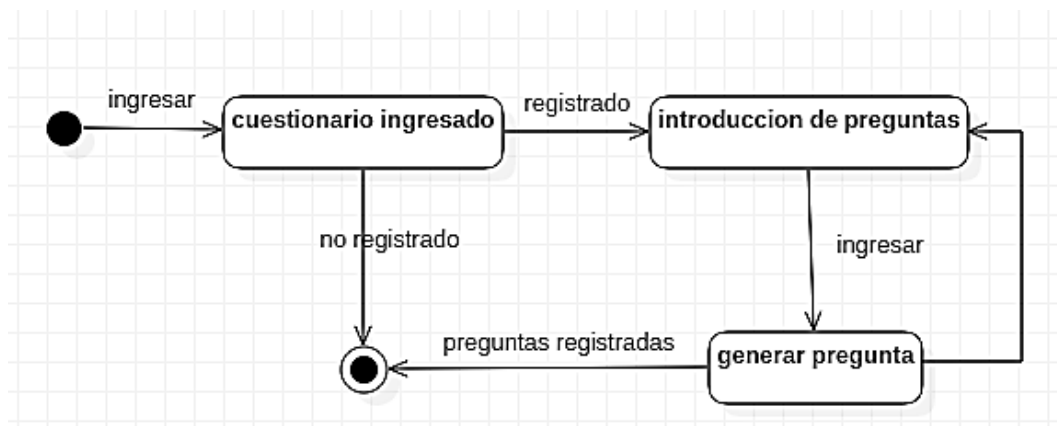 ingresar
cuestionario ingresado
registrado
introduccion de preguntas
no registrado
ingresar
preguntas registradas
generar pregunta